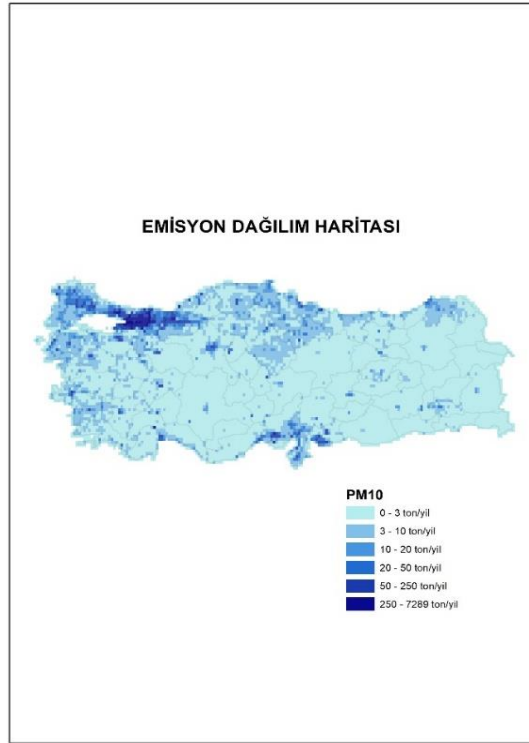 EMİSYON DAĞILIM HARİTASI
PM10
0 - 3 ton/yil
3 - 10 ton/yil
10 - 20 ton/yil
20 - 50 ton/yil
50 - 250 ton/yil
250 - 7289 ton/yil